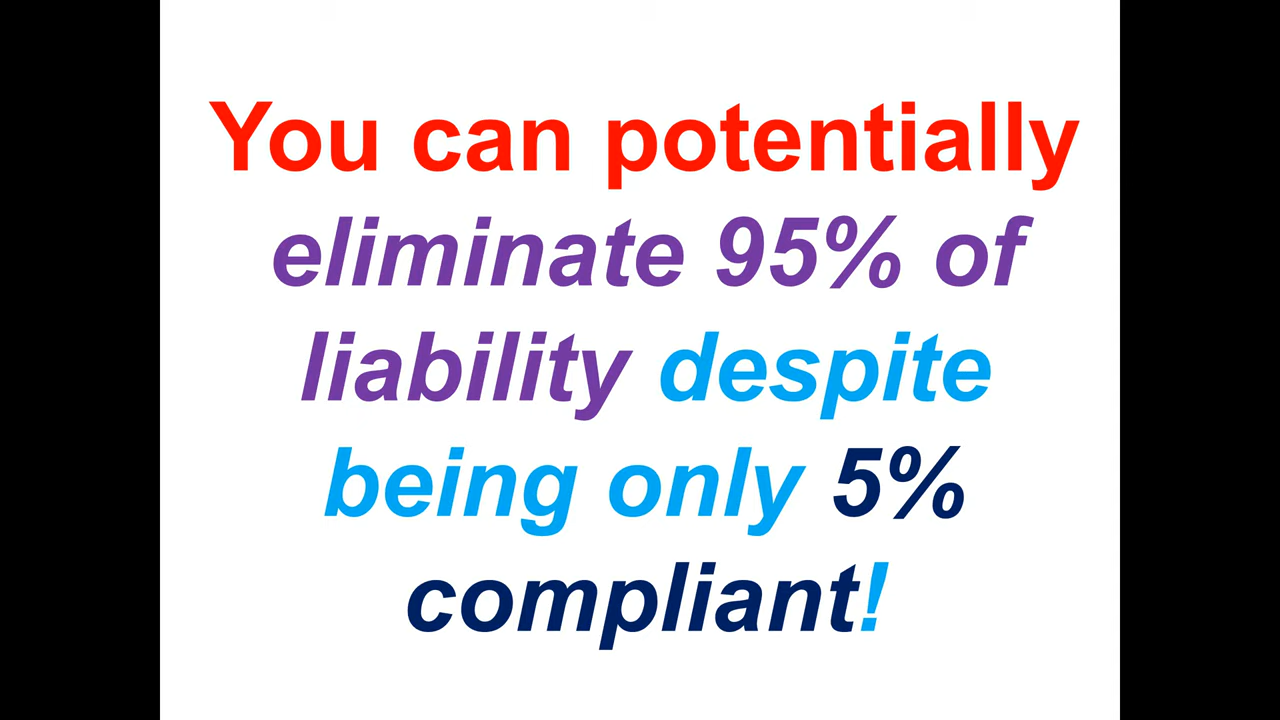 You can potentially
eliminate 95% of
liability despite
being only 5%
compliant!